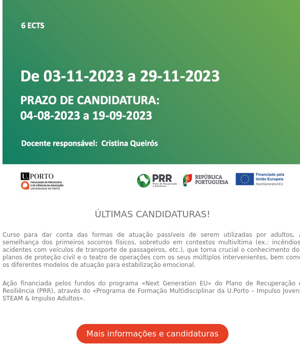 6 ECTS
De 03-11-2023 a 29-11-2023
PRAZO DE CANDIDATURA:
04-08-2023 a 19-09-2023
Docente responsável: Cristina Queirós
U.PORTO
FACULDADE DE PSICOLOGIA
E DE CIÊNCIAS DA EDUCAÇÃO
UNIVERSIDADE DO PORTO
PRR
Plano de Recuperação
e Resiliência
REPÚBLICA
PORTUGUESA
Financiado pela
União Europeia
NextGenerationEU
ÚLTIMAS CANDIDATURAS!
Curso para dar conta das formas de atuação passíveis de serem utilizadas por adultos, à
semelhança dos primeiros socorros físicos, sobretudo em contextos multivítima (ex.: incêndios
acidentes com veículos de transporte de passageiros, etc.), que torna crucial o conhecimento do
planos de proteção civil e o teatro de operações com os seus múltiplos intervenientes, bem como
os diferentes modelos de atuação para estabilização emocional.
Ação financiada pelos fundos do programa «Next Generation EU» do Plano de Recuperação
Resiliência (PRR), através do «Programa de Formação Multidisciplinar da U.Porto - Impulso Joven
STEAM & Impulso Adultos».
Mais informações e candidaturas